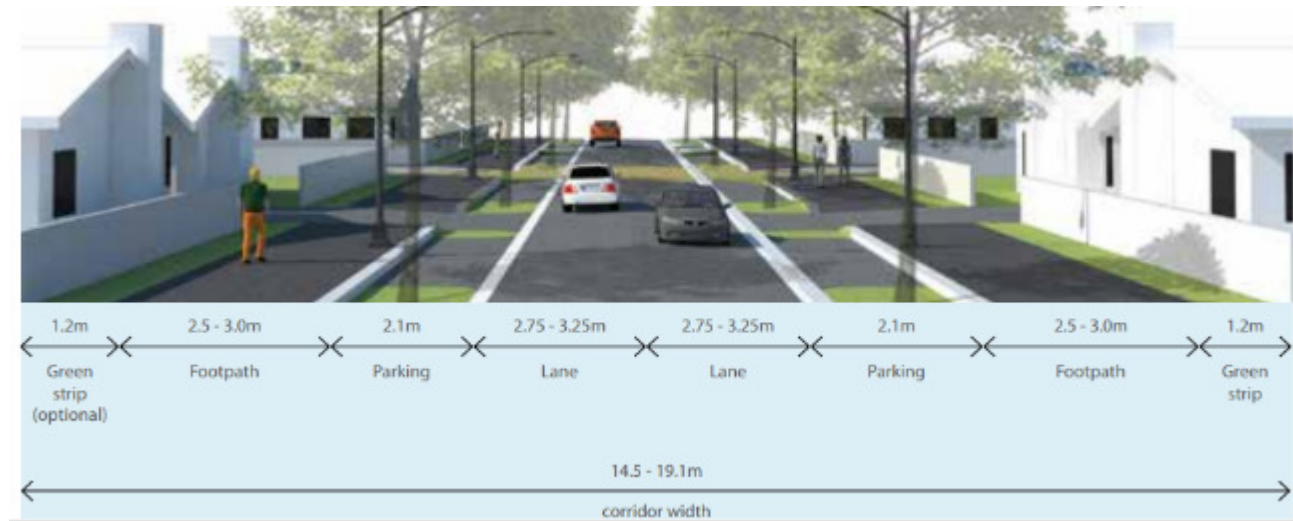 1.2m 2.5 - 3.0m 2.1m 2.75 - 3.25m 2.75 - 3.25m 2.1m 2.5 - 3.0m 1.2m
Green Footpath Parking Lane Lane Parking Footpath Green
strip strip
(optional)
14.5 - 19.1m
corridor width